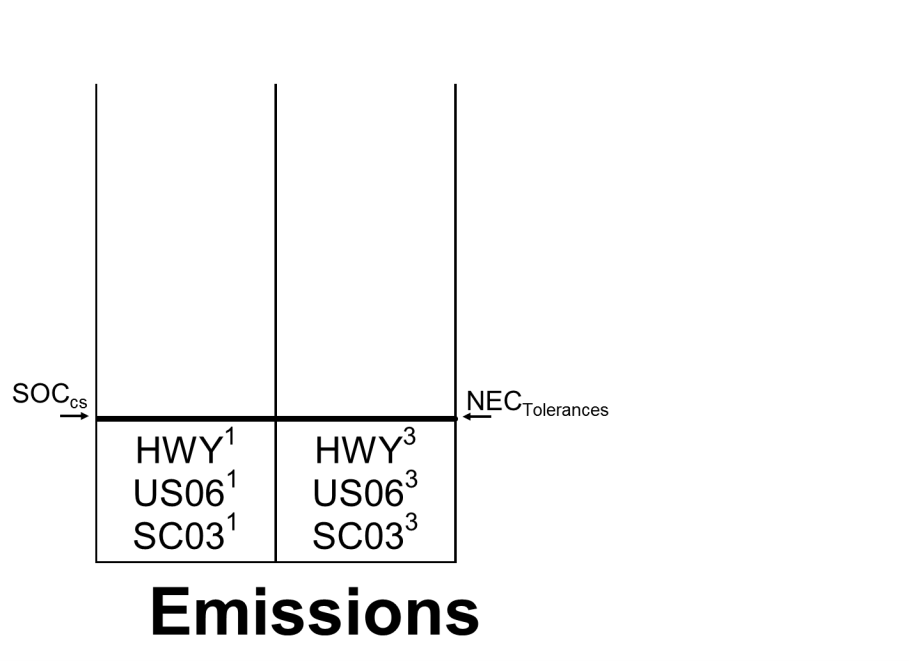 SOCcs
NECTolerances
HWY¹ HWY³
US06¹ US06³
SC03¹ SC03³
Emissions